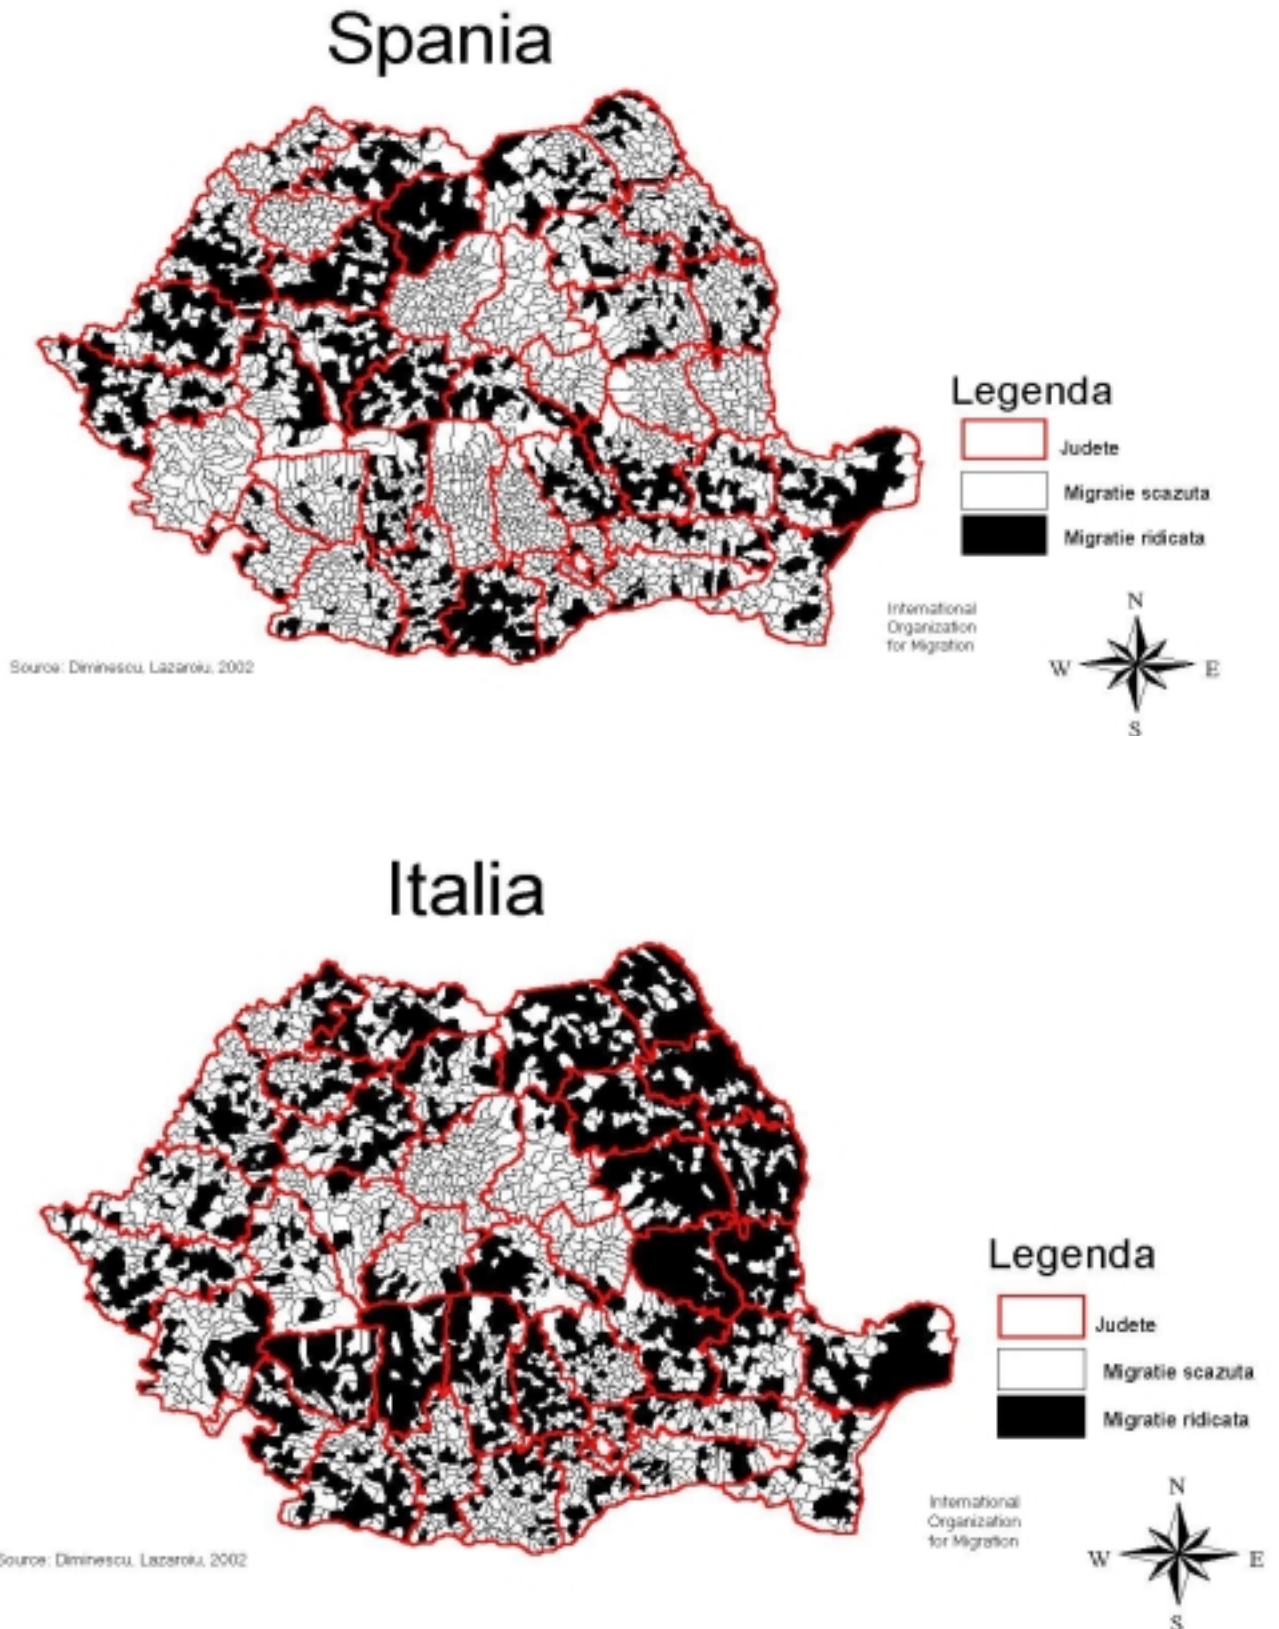 Spania
Legenda
Judete
Migratie scazuta
Migratie ridicata
International
Organization
for Migration
N
W
E
S
Source: Diminescu, Lazaroiu, 2002
Italia
Legenda
Judete
Migratie scazuta
Migratie ridicata
International
Organization
for Migration
N
W
E
S
Source: Diminescu, Lazaroiu, 2002